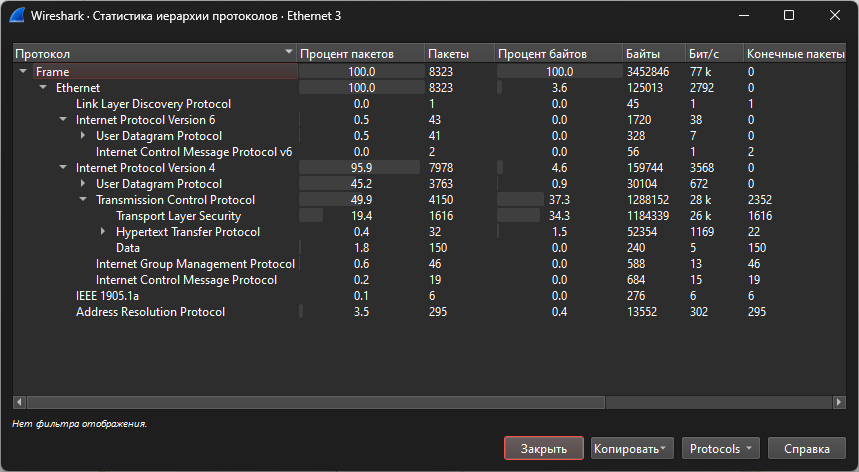 Wireshark · Статистика иерархии протоколов · Ethernet 3
Протокол Процент пакетов Пакеты Процент байтов Байты Бит/с Конечные пакеты
Frame 100.0 8323 100.0 3452846 77 k 0
Ethernet 100.0 8323 3.6 125013 2792 0
Link Layer Discovery Protocol 0.0 1 0.0 45 1 1
Internet Protocol Version 6 0.5 43 0.0 1720 38 0
User Datagram Protocol 0.5 41 0.0 328 7 0
Internet Control Message Protocol v6 0.0 2 0.0 56 1 2
Internet Protocol Version 4 95.9 7978 4.6 159744 3568 0
User Datagram Protocol 45.2 3763 0.9 30104 672 0
Transmission Control Protocol 49.9 4150 37.3 1288152 28 k 2352
Transport Layer Security 19.4 1616 34.3 1184339 26 k 1616
Hypertext Transfer Protocol 0.4 32 1.5 52354 1169 22
Data 1.8 150 0.0 240 5 150
Internet Group Management Protocol 0.6 46 0.0 588 13 46
Internet Control Message Protocol 0.2 19 0.0 684 15 19
IEEE 1905.1a 0.1 6 0.0 276 6 6
Address Resolution Protocol 3.5 295 0.4 13552 302 295
Нет фильтра отображения.
Закрыть Копировать Protocols Справка